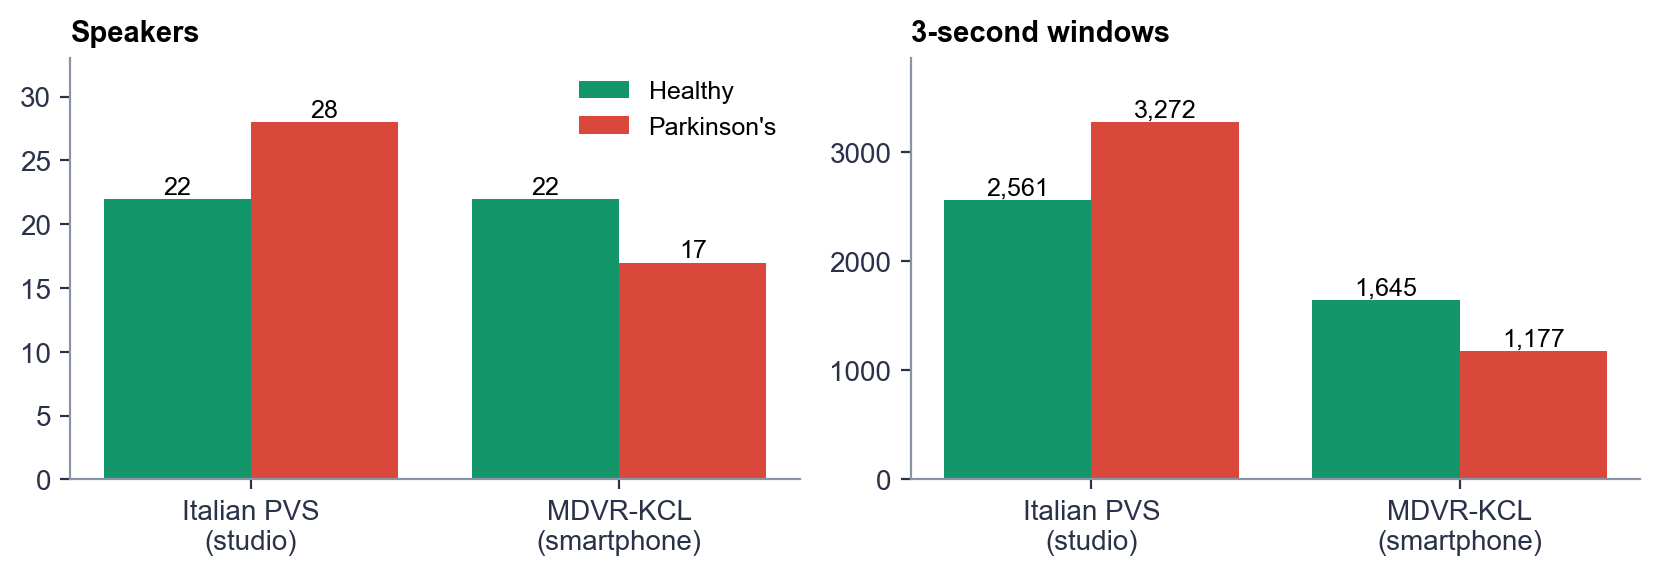 Speakers
30
25
20
15
10
5
0
28
22
22
17
Healthy
Parkinson's
Italian PVS
(studio)
MDVR-KCL
(smartphone)
3-second windows
3000
2000
1000
0
3,272
2,561
1,645
1,177
Italian PVS
(studio)
MDVR-KCL
(smartphone)